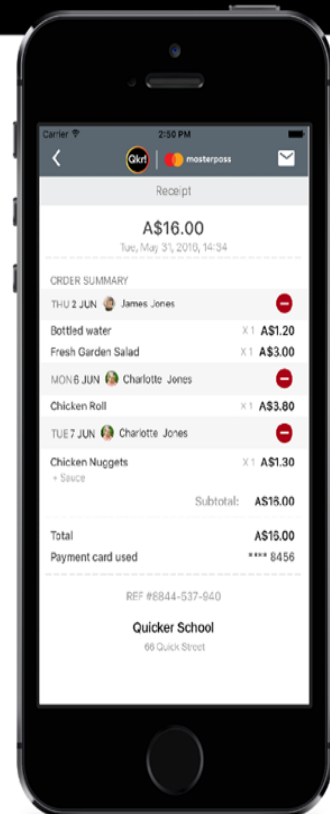 Carrier 2:50 PM
Qkr! masterpass
Receipt
A$16.00
Tue, May 31, 2016, 14:34
ORDER SUMMARY
THU 2 JUN James Jones
Bottled water X 1 A$1.20
Fresh Garden Salad X 1 A$3.00
MON 6 JUN Charlotte Jones
Chicken Roll X 1 A$3.80
TUE 7 JUN Charlotte Jones
Chicken Nuggets X 1 A$1.30
+ Sauce
Subtotal: A$16.00
Total A$16.00
Payment card used **** 8456
REF #8844-537-940
Quicker School
66 Quick Street